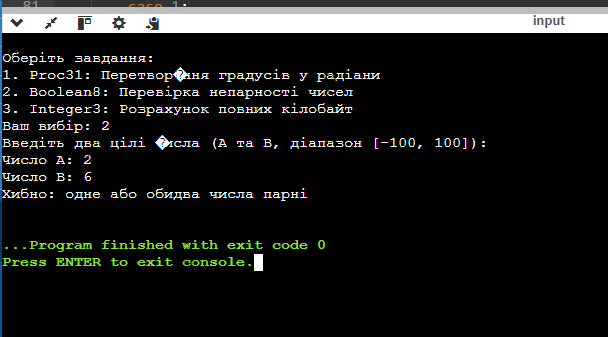 81 case 1:
input
Оберіть завдання:
1. Proc31: Перетвор�ння градусів у радіани
2. Boolean8: Перевірка непарності чисел
3. Integer3: Розрахунок повних кілобайт
Ваш вибір: 2
Введіть два цілі �исла (A та B, діапазон [-100, 100]):
Число A: 2
Число B: 6
Хибно: одне або обидва числа парні
...Program finished with exit code 0
Press ENTER to exit console.